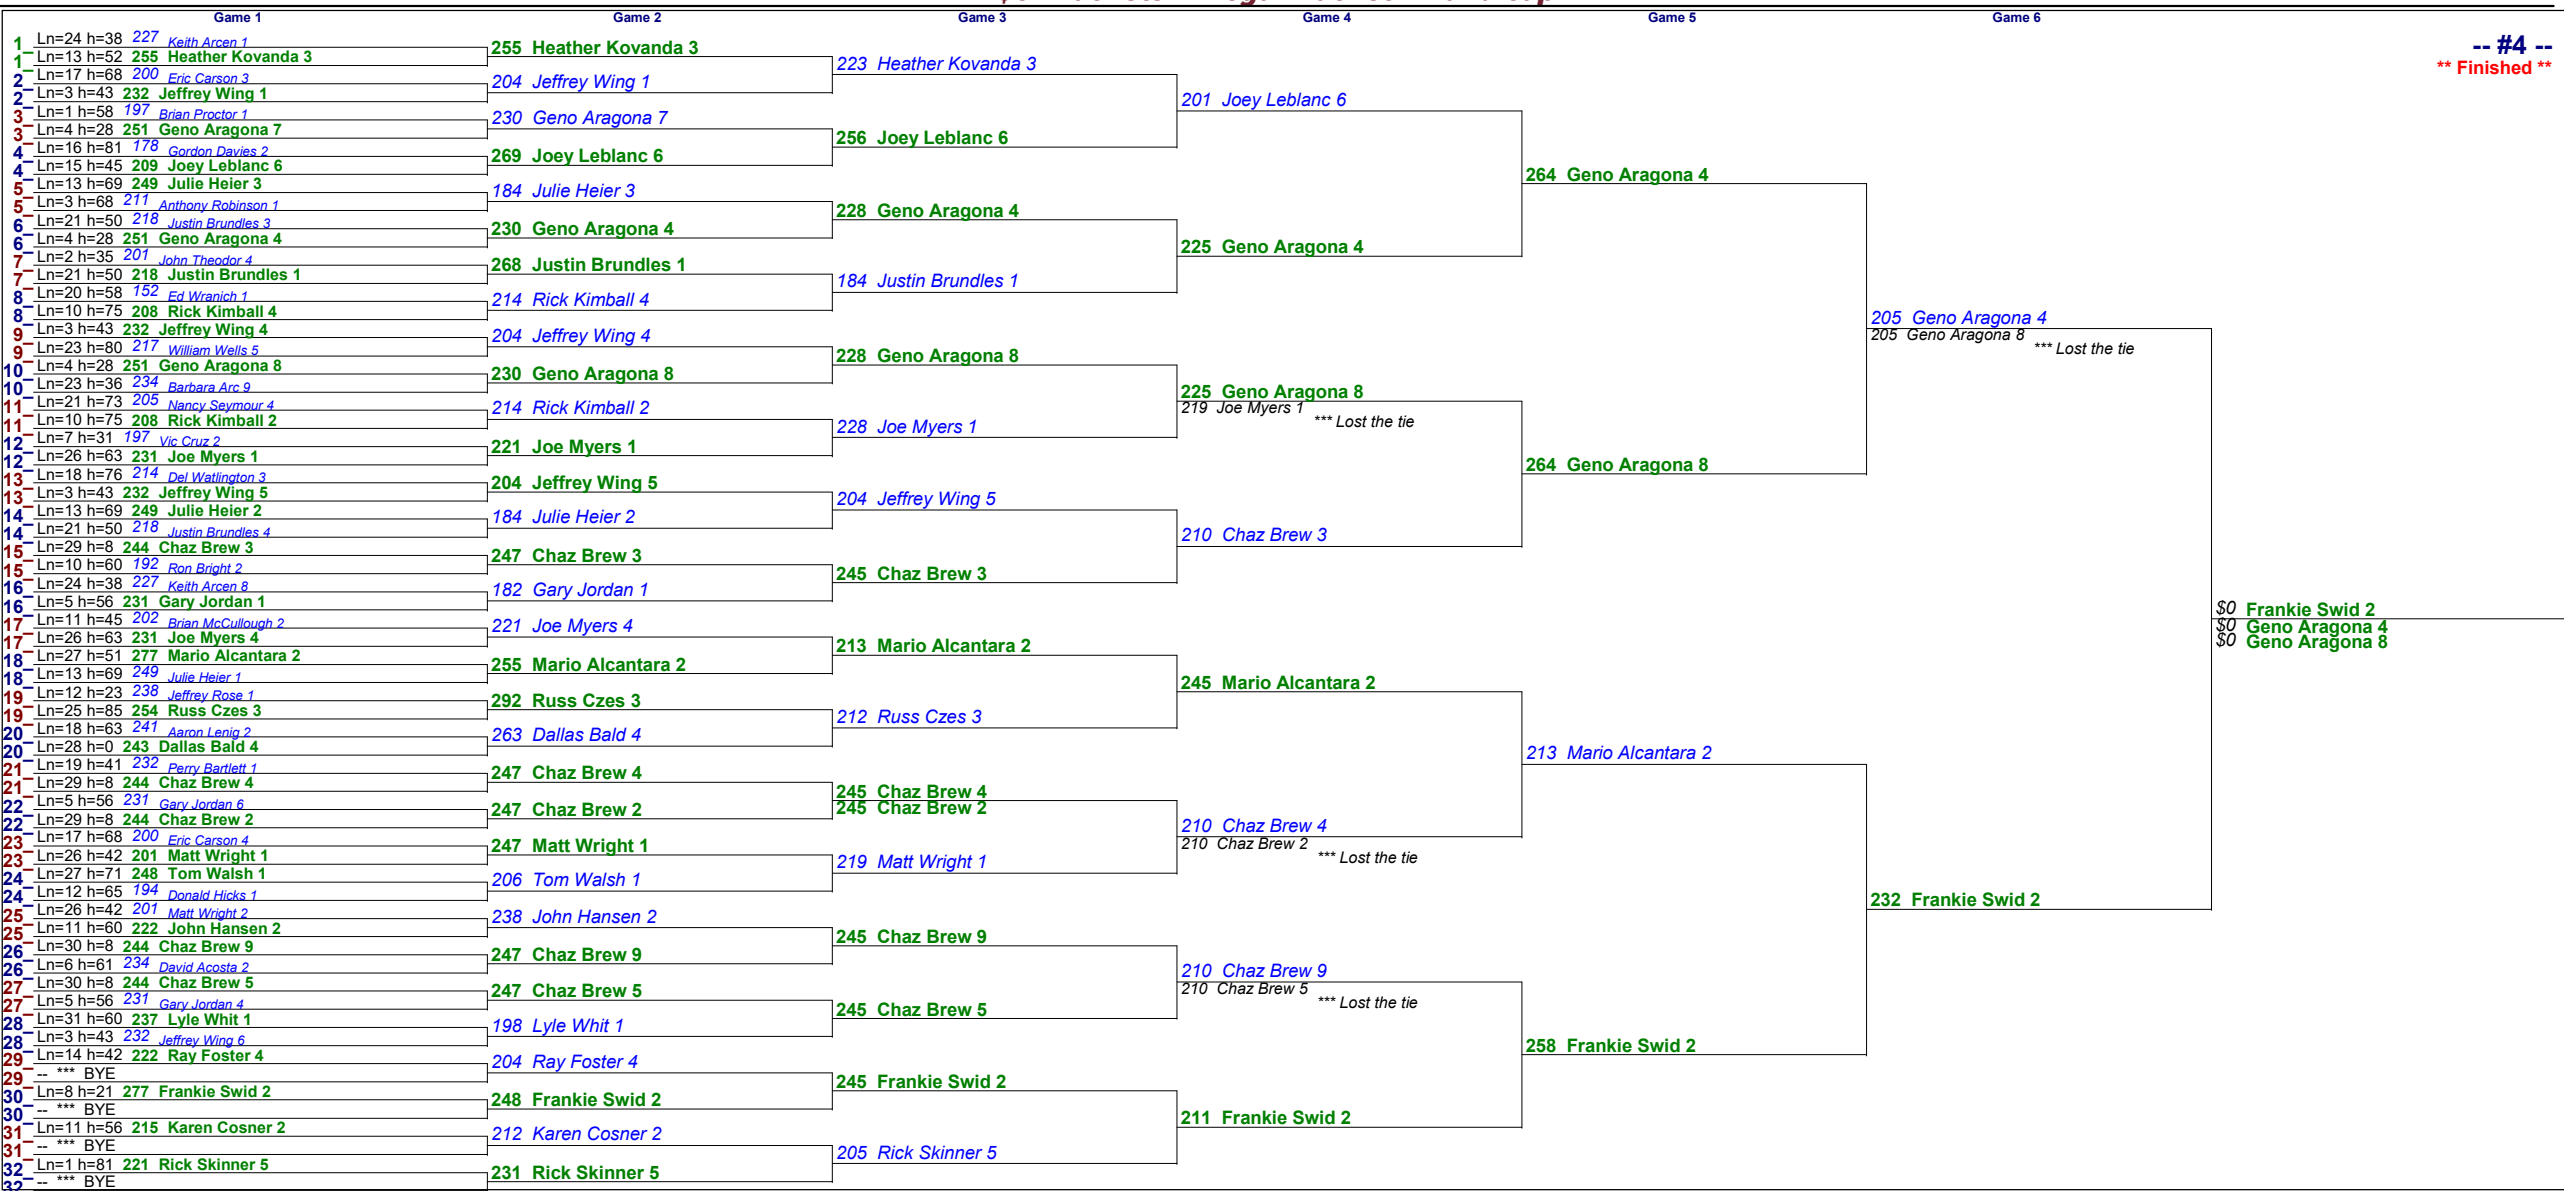 Game 1 Game 2 Game 3 Game 4 Game 5 Game 6
-- #4 --
** Finished **
1 Ln=24 h=38 227 Keith Arcen 1
1 Ln=13 h=52 255 Heather Kovanda 3
2 Ln=17 h=68 200 Eric Carson 3
2 Ln=3 h=43 232 Jeffrey Wing 1
3 Ln=1 h=58 197 Brian Proctor 1
3 Ln=4 h=28 251 Geno Aragona 7
4 Ln=16 h=81 178 Gordon Davies 2
4 Ln=15 h=45 209 Joey Leblanc 6
5 Ln=13 h=69 249 Julie Heier 3
5 Ln=3 h=68 211 Anthony Robinson 1
6 Ln=21 h=50 218 Justin Brundles 3
6 Ln=4 h=28 251 Geno Aragona 4
7 Ln=2 h=35 201 John Theodor 4
7 Ln=21 h=50 218 Justin Brundles 1
8 Ln=20 h=58 152 Ed Wranich 1
8 Ln=10 h=75 208 Rick Kimball 4
9 Ln=3 h=43 232 Jeffrey Wing 4
9 Ln=23 h=80 217 William Wells 5
10 Ln=4 h=28 251 Geno Aragona 8
10 Ln=23 h=36 234 Barbara Arc 9
11 Ln=21 h=73 205 Nancy Seymour 4
11 Ln=10 h=75 208 Rick Kimball 2
12 Ln=7 h=31 197 Vic Cruz 2
12 Ln=26 h=63 231 Joe Myers 1
13 Ln=18 h=76 214 Del Watlington 3
13 Ln=3 h=43 232 Jeffrey Wing 5
14 Ln=13 h=69 249 Julie Heier 2
14 Ln=21 h=50 218 Justin Brundles 4
15 Ln=29 h=8 244 Chaz Brew 3
15 Ln=10 h=60 192 Ron Bright 2
16 Ln=24 h=38 227 Keith Arcen 8
16 Ln=5 h=56 231 Gary Jordan 1
17 Ln=11 h=45 202 Brian McCullough 2
17 Ln=26 h=63 231 Joe Myers 4
18 Ln=27 h=51 277 Mario Alcantara 2
18 Ln=13 h=69 249 Julie Heier 1
19 Ln=12 h=23 238 Jeffrey Rose 1
19 Ln=25 h=85 254 Russ Czes 3
20 Ln=18 h=63 241 Aaron Lenig 2
20 Ln=28 h=0 243 Dallas Bald 4
21 Ln=19 h=41 232 Perry Bartlett 1
21 Ln=29 h=8 244 Chaz Brew 4
22 Ln=5 h=56 231 Gary Jordan 6
22 Ln=29 h=8 244 Chaz Brew 2
23 Ln=17 h=68 200 Eric Carson 4
23 Ln=26 h=42 201 Matt Wright 1
24 Ln=27 h=71 248 Tom Walsh 1
24 Ln=12 h=65 194 Donald Hicks 1
25 Ln=26 h=42 201 Matt Wright 2
25 Ln=11 h=60 222 John Hansen 2
26 Ln=30 h=8 244 Chaz Brew 9
26 Ln=6 h=61 234 David Acosta 2
27 Ln=30 h=8 244 Chaz Brew 5
27 Ln=5 h=56 231 Gary Jordan 4
28 Ln=31 h=60 237 Lyle Whit 1
28 Ln=3 h=43 232 Jeffrey Wing 6
29 Ln=14 h=42 222 Ray Foster 4
29 -- *** BYE
30 Ln=8 h=21 277 Frankie Swid 2
30 -- *** BYE
31 Ln=11 h=56 215 Karen Cosner 2
31 -- *** BYE
32 Ln=1 h=81 221 Rick Skinner 5
32 -- *** BYE
255 Heather Kovanda 3
204 Jeffrey Wing 1
230 Geno Aragona 7
269 Joey Leblanc 6
184 Julie Heier 3
230 Geno Aragona 4
268 Justin Brundles 1
214 Rick Kimball 4
204 Jeffrey Wing 4
230 Geno Aragona 8
214 Rick Kimball 2
221 Joe Myers 1
204 Jeffrey Wing 5
184 Julie Heier 2
247 Chaz Brew 3
182 Gary Jordan 1
221 Joe Myers 4
255 Mario Alcantara 2
292 Russ Czes 3
263 Dallas Bald 4
247 Chaz Brew 4
247 Chaz Brew 2
247 Matt Wright 1
206 Tom Walsh 1
238 John Hansen 2
247 Chaz Brew 9
247 Chaz Brew 5
198 Lyle Whit 1
204 Ray Foster 4
248 Frankie Swid 2
212 Karen Cosner 2
231 Rick Skinner 5
223 Heather Kovanda 3
256 Joey Leblanc 6
228 Geno Aragona 4
184 Justin Brundles 1
228 Geno Aragona 8
228 Joe Myers 1
204 Jeffrey Wing 5
245 Chaz Brew 3
213 Mario Alcantara 2
212 Russ Czes 3
245 Chaz Brew 4
245 Chaz Brew 2
219 Matt Wright 1
245 Chaz Brew 9
245 Chaz Brew 5
245 Frankie Swid 2
205 Rick Skinner 5
201 Joey Leblanc 6
225 Geno Aragona 4
225 Geno Aragona 8
219 Joe Myers 1
*** Lost the tie
210 Chaz Brew 3
245 Mario Alcantara 2
210 Chaz Brew 4
210 Chaz Brew 2
*** Lost the tie
210 Chaz Brew 9
210 Chaz Brew 5
*** Lost the tie
211 Frankie Swid 2
264 Geno Aragona 4
264 Geno Aragona 8
213 Mario Alcantara 2
258 Frankie Swid 2
205 Geno Aragona 4
205 Geno Aragona 8
*** Lost the tie
232 Frankie Swid 2
$0 Frankie Swid 2
$0 Geno Aragona 4
$0 Geno Aragona 8